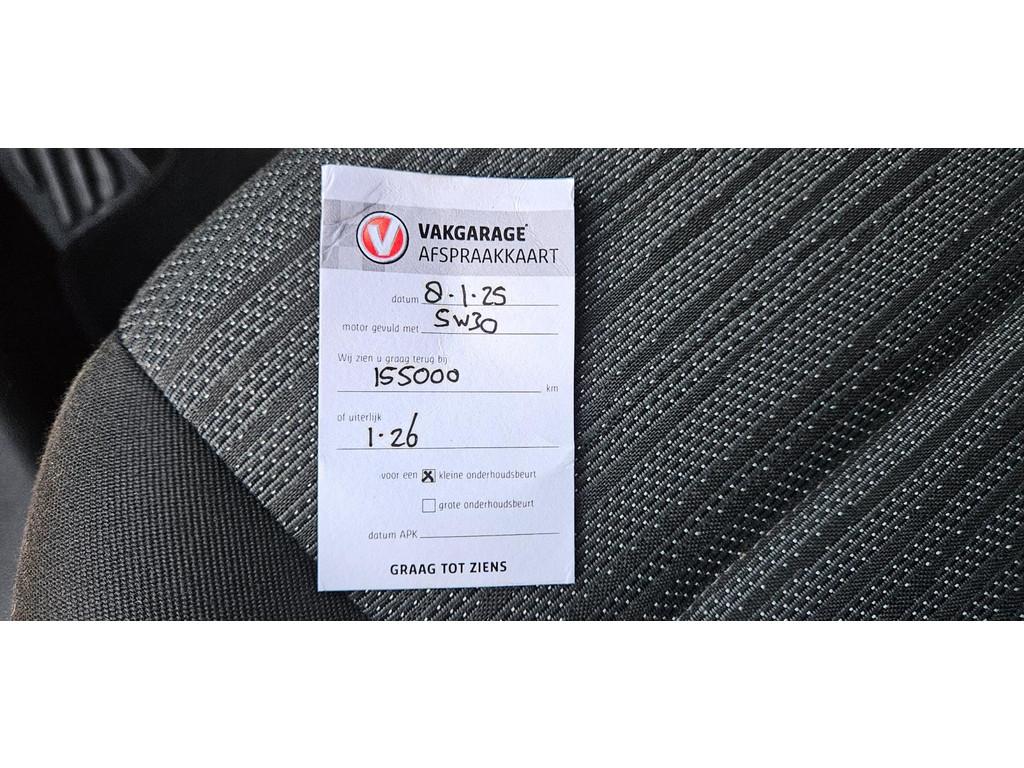 V VAKGARAGE
AFSPRAAKKAART
datum 8.1.25
motor gevuld met 5W30
Wij zien u graag terug bij
155000 km
of uiterlijk
1.26
voor een X kleine onderhoudsbeurt
grote onderhoudsbeurt
datum APK
GRAAG TOT ZIENS